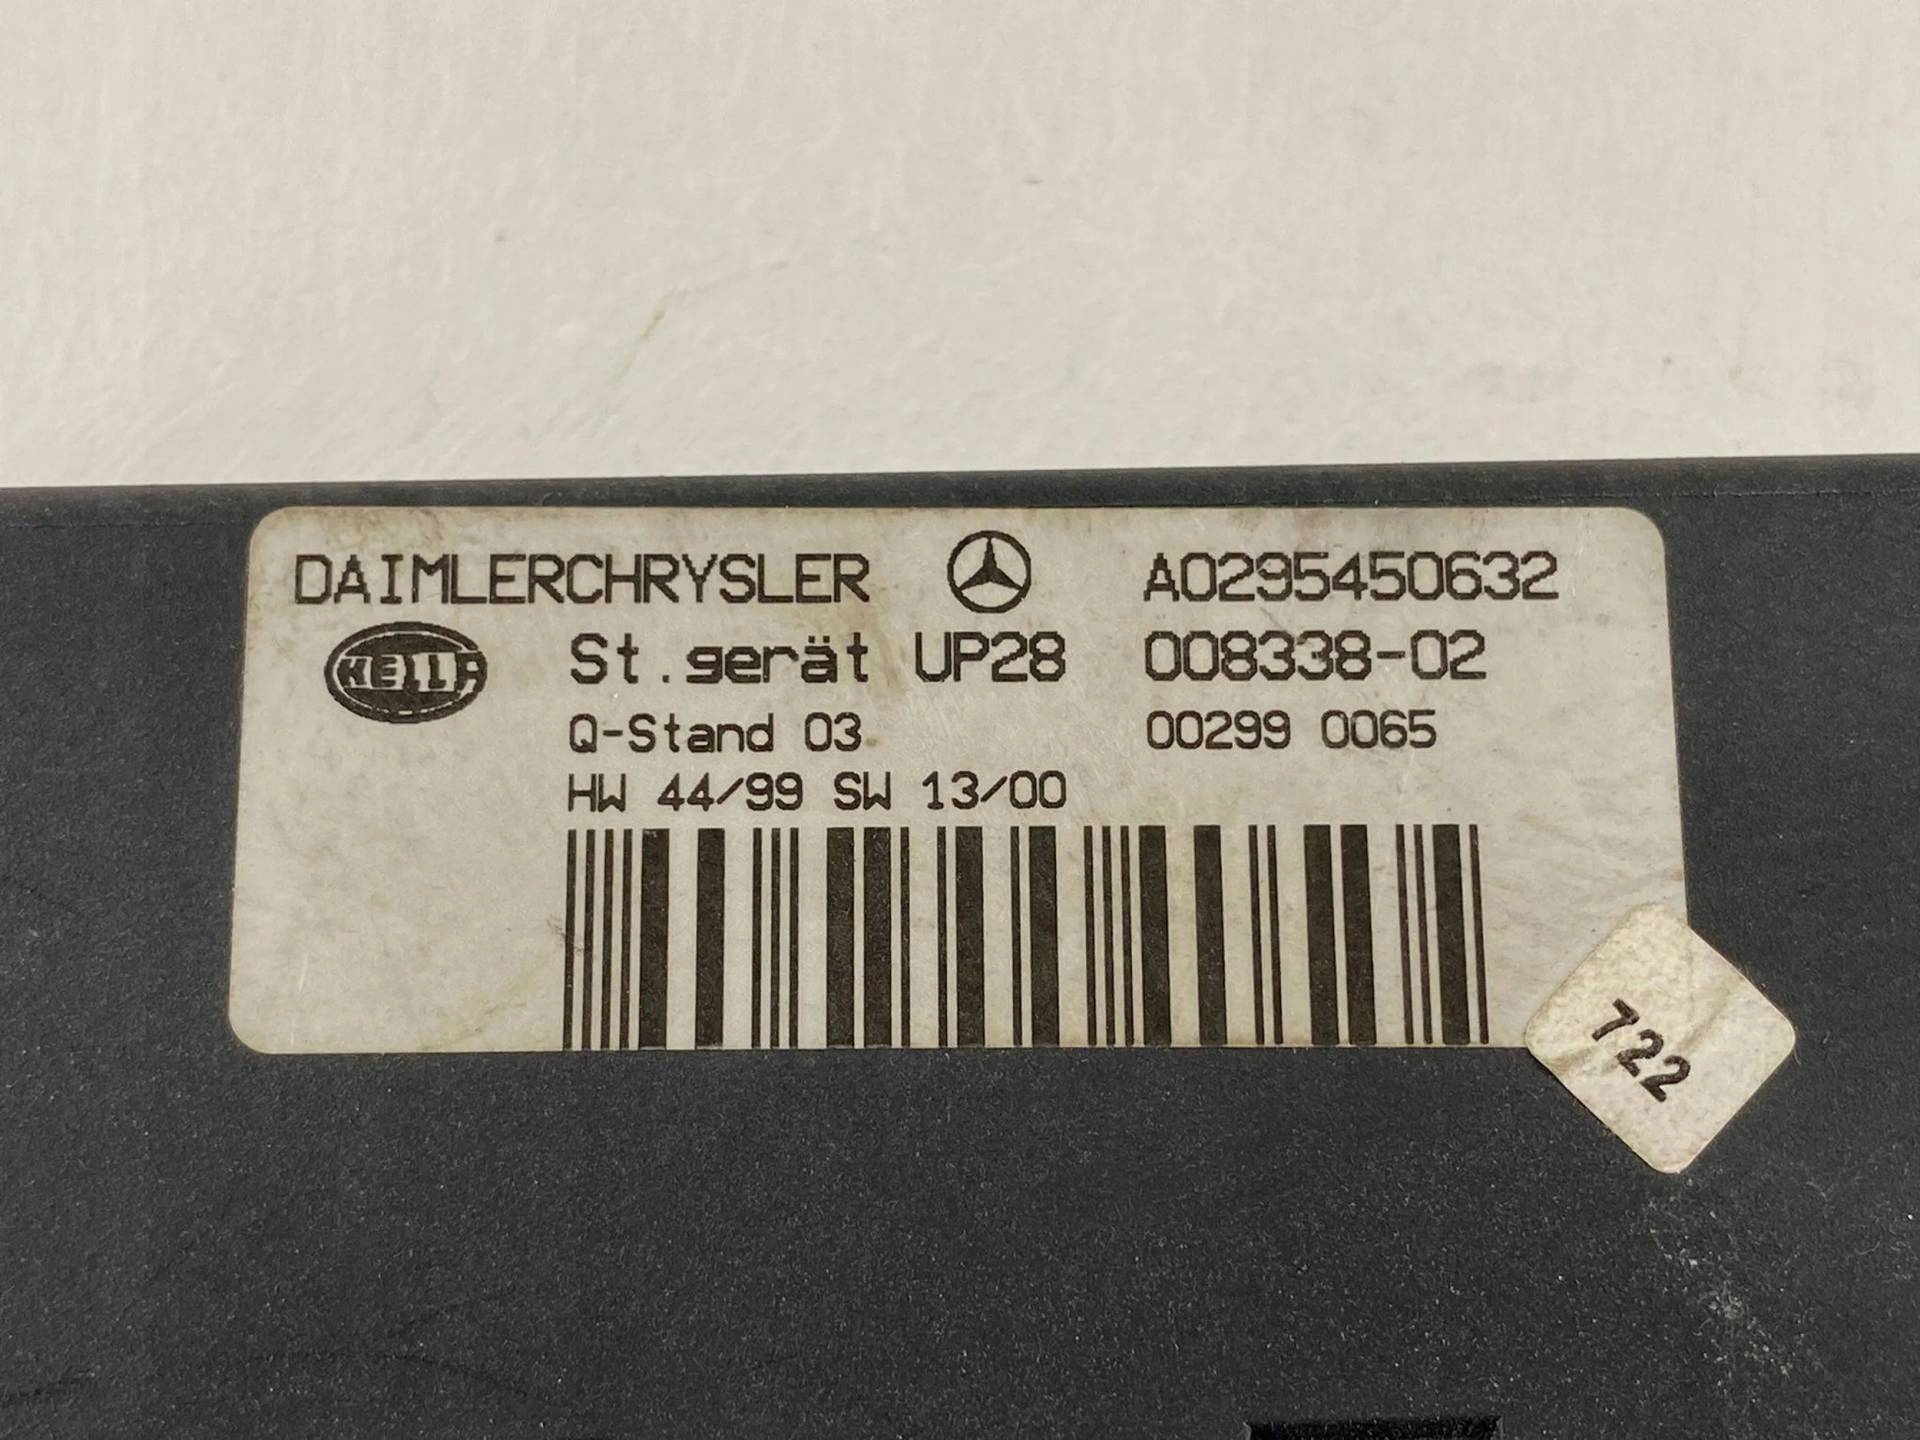 DAIMLERCHRYSLER A0295450632
HELLA St.gerät UP28 008338-02
Q-Stand 03 00299 0065
HW 44/99 SW 13/00
722